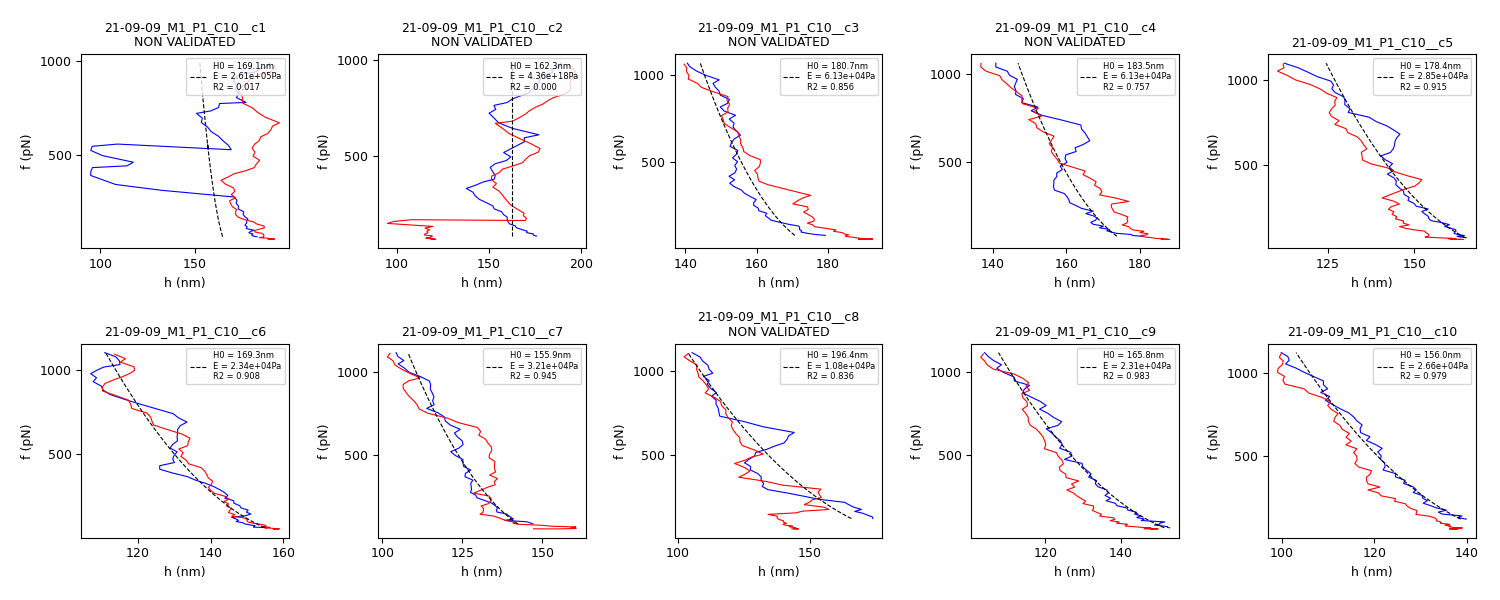 21-09-09_M1_P1_C10__c1
NON VALIDATED
H0 = 169.1nm
E = 2.61e+05Pa
R2 = 0.017
1000
500
f (pN)
100
150
h (nm)
21-09-09_M1_P1_C10__c2
NON VALIDATED
H0 = 162.3nm
E = 4.36e+18Pa
R2 = 0.000
1000
500
f (pN)
100
150
200
h (nm)
21-09-09_M1_P1_C10__c3
NON VALIDATED
H0 = 180.7nm
E = 6.13e+04Pa
R2 = 0.856
1000
500
f (pN)
140
160
180
h (nm)
21-09-09_M1_P1_C10__c4
NON VALIDATED
H0 = 183.5nm
E = 6.13e+04Pa
R2 = 0.757
1000
500
f (pN)
140
160
180
h (nm)
21-09-09_M1_P1_C10__c5
H0 = 178.4nm
E = 2.85e+04Pa
R2 = 0.915
1000
500
f (pN)
125
150
h (nm)
21-09-09_M1_P1_C10__c6
H0 = 169.3nm
E = 2.34e+04Pa
R2 = 0.908
1000
500
f (pN)
120
140
160
h (nm)
21-09-09_M1_P1_C10__c7
H0 = 155.9nm
E = 3.21e+04Pa
R2 = 0.945
1000
500
f (pN)
100
125
150
h (nm)
21-09-09_M1_P1_C10__c8
NON VALIDATED
H0 = 196.4nm
E = 1.08e+04Pa
R2 = 0.836
1000
500
f (pN)
100
150
h (nm)
21-09-09_M1_P1_C10__c9
H0 = 165.8nm
E = 2.31e+04Pa
R2 = 0.983
1000
500
f (pN)
120
140
h (nm)
21-09-09_M1_P1_C10__c10
H0 = 156.0nm
E = 2.66e+04Pa
R2 = 0.979
1000
500
f (pN)
100
120
140
h (nm)